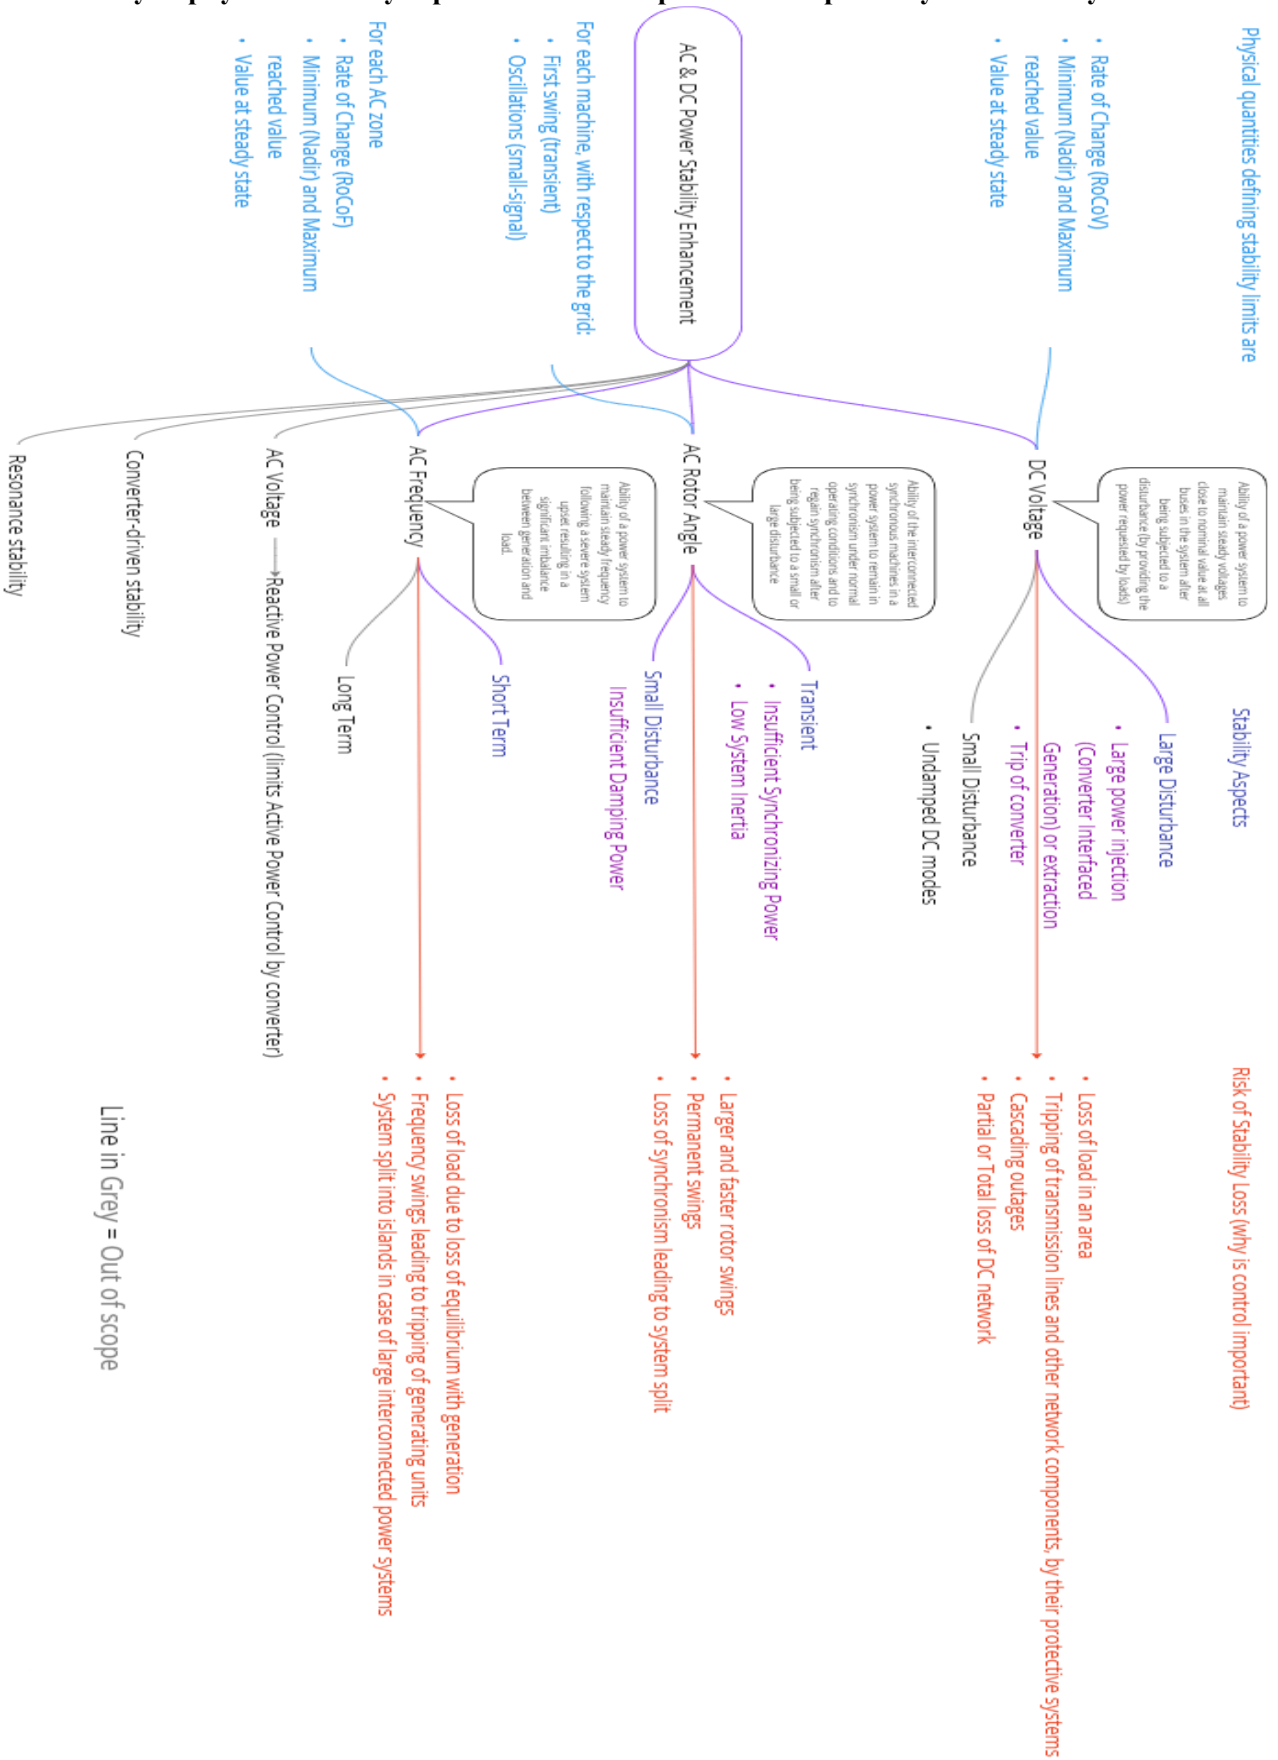 Physical quantities defining stability limits are
Stability Aspects
Risk of Stability Loss (why is control important)
• Rate of Change (RoCoV)
• Minimum (Nadir) and Maximum
reached value
• Value at steady state
DC Voltage
Ability of a power system to
maintain steady voltages
close to nominal value at all
buses in the system after
being subjected to a
disturbance (by providing the
power requested by loads)
Large Disturbance
• Large power injection
(Converter Interfaced
Generation) or extraction
• Trip of converter
Small Disturbance
• Undamped DC modes
• Loss of load in an area
• Tripping of transmission lines and other network components, by their protective systems
• Cascading outages
• Partial or Total loss of DC network
AC & DC Power Stability Enhancement
For each machine, with respect to the grid:
• First swing (transient)
• Oscillations (small-signal)
AC Rotor Angle
Ability of the interconnected
synchronous machines in a
power system to remain in
synchronism under normal
operating conditions and to
regain synchronism after
being subjected to a small or
large disturbance
Transient
• Insufficient Synchronizing Power
• Low System Inertia
Small Disturbance
Insufficient Damping Power
• Larger and faster rotor swings
• Permanent swings
• Loss of synchronism leading to system split
For each AC zone
• Rate of Change (RoCoF)
• Minimum (Nadir) and Maximum
reached value
• Value at steady state
AC Frequency
Ability of a power system to
maintain steady frequency
following a severe system
upset resulting in a
significant imbalance
between generation and
load.
Short Term
Long Term
• Loss of load due to loss of equilibrium with generation
• Frequency swings leading to tripping of generating units
• System split into islands in case of large interconnected power systems
AC Voltage
Reactive Power Control (limits Active Power Control by converter)
Converter-driven stability
Resonance stability
Line in Grey = Out of scope